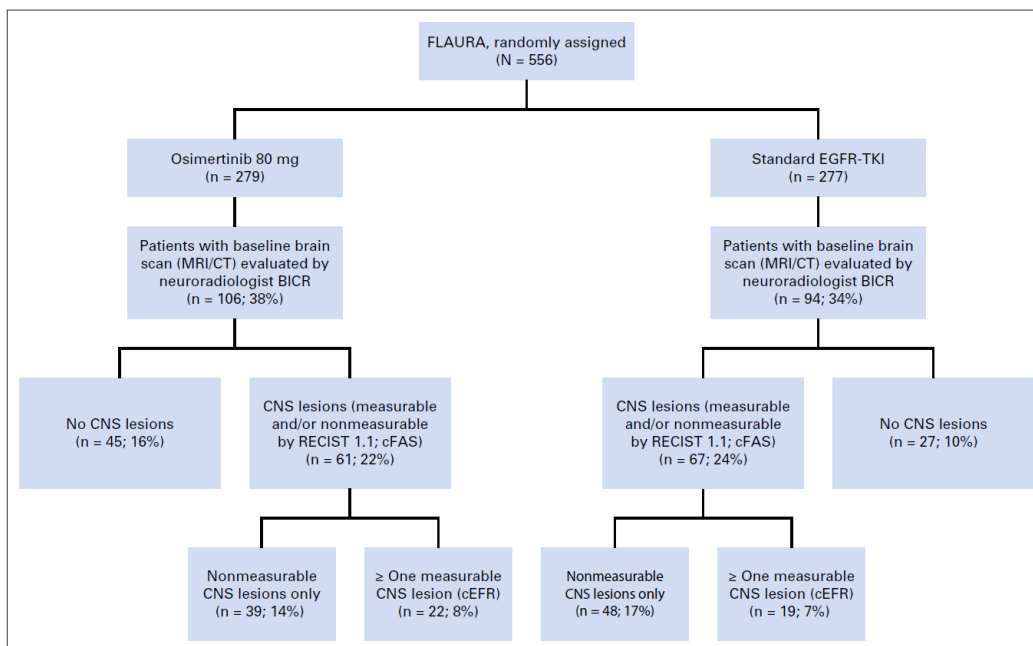 FLAURA, randomly assigned
(N = 556)
Osimertinib 80 mg
(n = 279)
Standard EGFR-TKI
(n = 277)
Patients with baseline brain
scan (MRI/CT) evaluated by
neuroradiologist BICR
(n = 106; 38%)
Patients with baseline brain
scan (MRI/CT) evaluated by
neuroradiologist BICR
(n = 94; 34%)
No CNS lesions
(n = 45; 16%)
CNS lesions (measurable
and/or nonmeasurable
by RECIST 1.1; cFAS)
(n = 61; 22%)
CNS lesions (measurable
and/or nonmeasurable
by RECIST 1.1; cFAS)
(n = 67; 24%)
No CNS lesions
(n = 27; 10%)
Nonmeasurable
CNS lesions only
(n = 39; 14%)
≥ One measurable
CNS lesion (cEFR)
(n = 22; 8%)
Nonmeasurable
CNS lesions only
(n = 48; 17%)
≥ One measurable
CNS lesion (cEFR)
(n = 19; 7%)